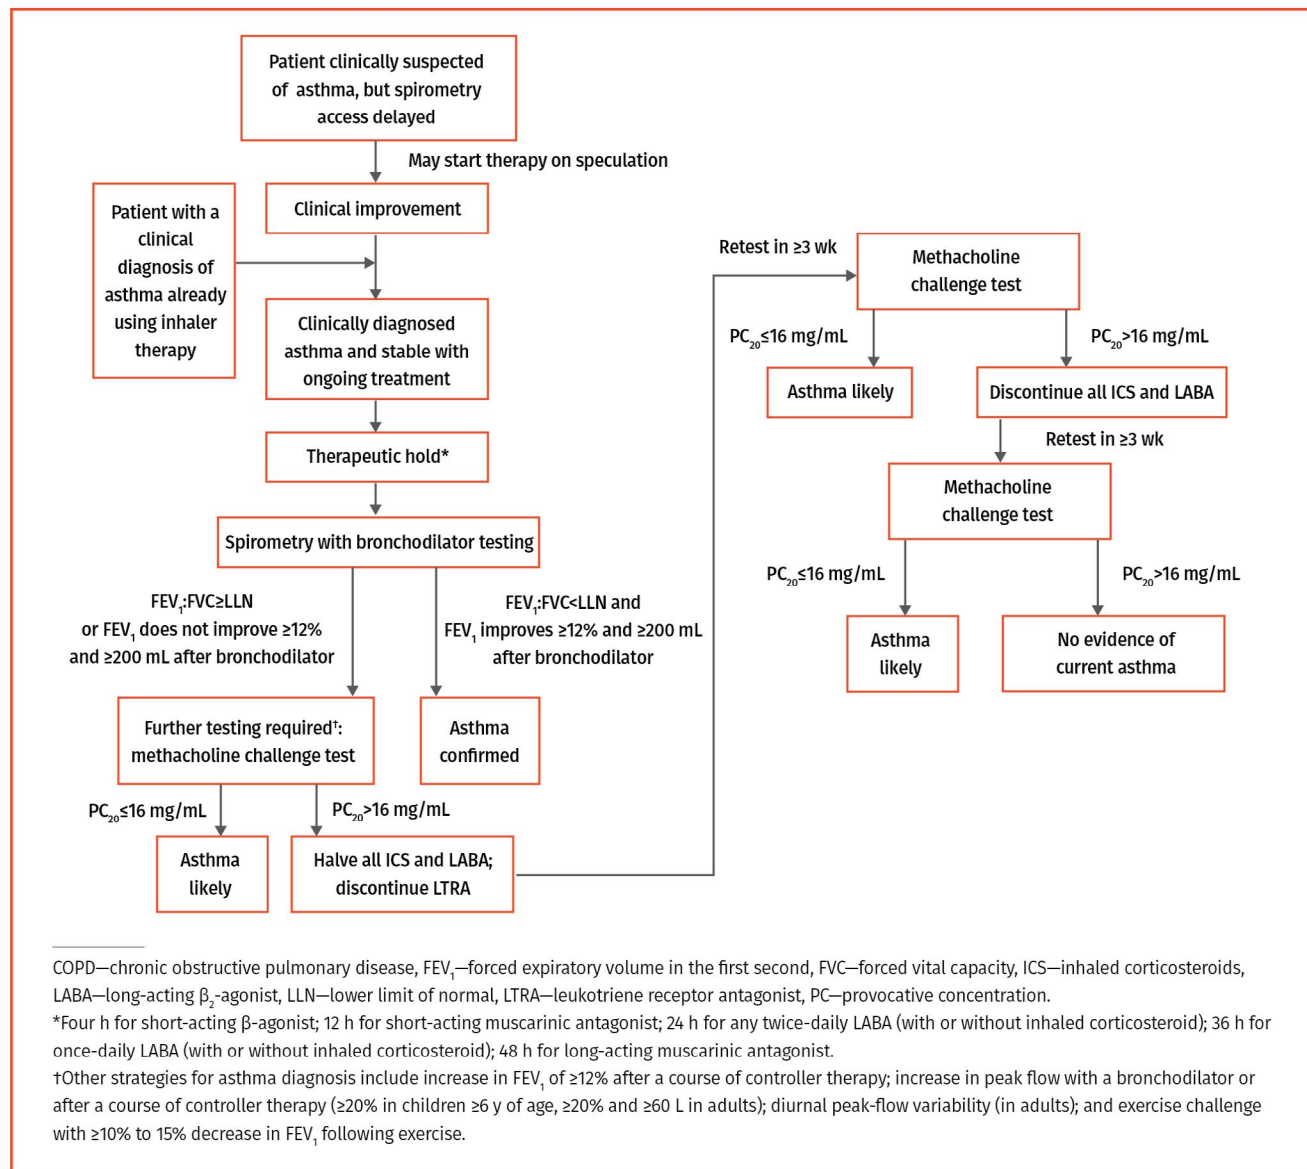 Patient clinically suspected
of asthma, but spirometry
access delayed
May start therapy on speculation
Clinical improvement
Patient with a
clinical
diagnosis of
asthma already
using inhaler
therapy
Clinically diagnosed
asthma and stable with
ongoing treatment
Therapeutic hold*
Spirometry with bronchodilator testing
FEV₁:FVC≥LLN
or FEV₁ does not improve ≥12%
and ≥200 mL after bronchodilator
FEV₁:FVC<LLN and
FEV₁ improves ≥12% and ≥200 mL
after bronchodilator
Further testing required†:
methacholine challenge test
Asthma
confirmed
PC₂₀≤16 mg/mL
PC₂₀>16 mg/mL
Asthma
likely
Halve all ICS and LABA;
discontinue LTRA
Retest in ≥3 wk
Methacholine
challenge test
PC₂₀≤16 mg/mL
PC₂₀>16 mg/mL
Asthma likely
Discontinue all ICS and LABA
Retest in ≥3 wk
Methacholine
challenge test
PC₂₀≤16 mg/mL
PC₂₀>16 mg/mL
Asthma
likely
No evidence of
current asthma
COPD—chronic obstructive pulmonary disease, FEV₁—forced expiratory volume in the first second, FVC—forced vital capacity, ICS—inhaled corticosteroids,
LABA—long-acting β₂-agonist, LLN—lower limit of normal, LTRA—leukotriene receptor antagonist, PC—provocative concentration.
*Four h for short-acting β-agonist; 12 h for short-acting muscarinic antagonist; 24 h for any twice-daily LABA (with or without inhaled corticosteroid); 36 h for
once-daily LABA (with or without inhaled corticosteroid); 48 h for long-acting muscarinic antagonist.
†Other strategies for asthma diagnosis include increase in FEV₁ of ≥12% after a course of controller therapy; increase in peak flow with a bronchodilator or
after a course of controller therapy (≥20% in children ≥6 y of age, ≥20% and ≥60 L in adults); diurnal peak-flow variability (in adults); and exercise challenge
with ≥10% to 15% decrease in FEV₁ following exercise.